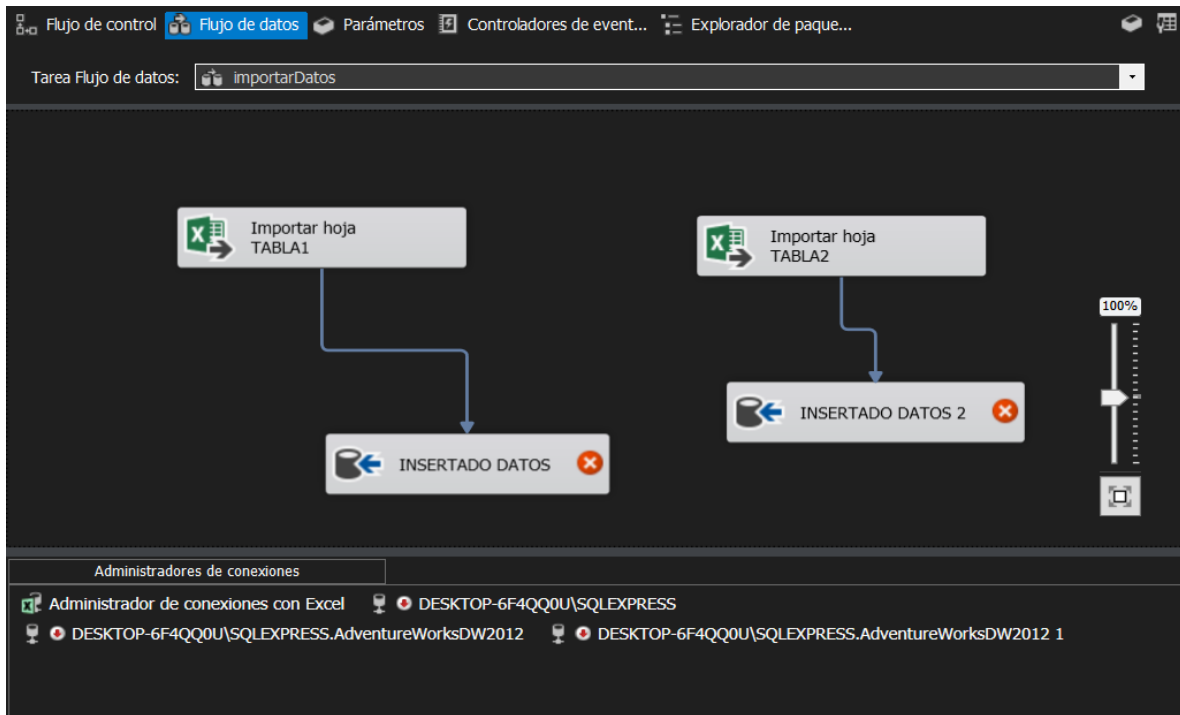 Flujo de control Flujo de datos Parámetros Controladores de event... Explorador de paque...
Tarea Flujo de datos: importarDatos
Importar hoja
TABLA1
Importar hoja
TABLA2
100%
INSERTADO DATOS 2
INSERTADO DATOS
Administradores de conexiones
Administrador de conexiones con Excel DESKTOP-6F4QQ0U\SQLEXPRESS
DESKTOP-6F4QQ0U\SQLEXPRESS.AdventureWorksDW2012 DESKTOP-6F4QQ0U\SQLEXPRESS.AdventureWorksDW2012 1